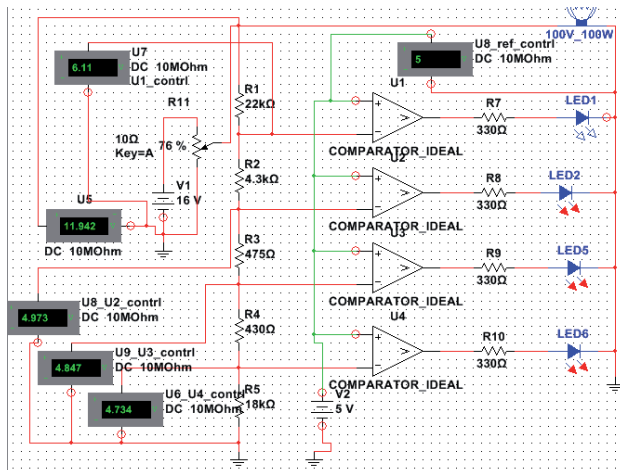 100V_100W
U7
6.11
DC 10MOhm
U1_contrl
U8_ref_contrl
5
DC 10MOhm
R11
10Ω
Key=A
76 %
V1
16 V
U5
11.942
DC 10MOhm
R1
22kΩ
R2
4.3kΩ
R3
475Ω
R4
430Ω
R5
18kΩ
U1
COMPARATOR_IDEAL
U2
COMPARATOR_IDEAL
U3
COMPARATOR_IDEAL
U4
COMPARATOR_IDEAL
R7
330Ω
LED1
R8
330Ω
LED2
R9
330Ω
LED5
R10
330Ω
LED6
4.973
U8_U2_contrl
DC 10MOhm
4.847
U9_U3_contrl
DC 10MOhm
4.734
U6_U4_contrl
DC 10MOhm
V2
5 V